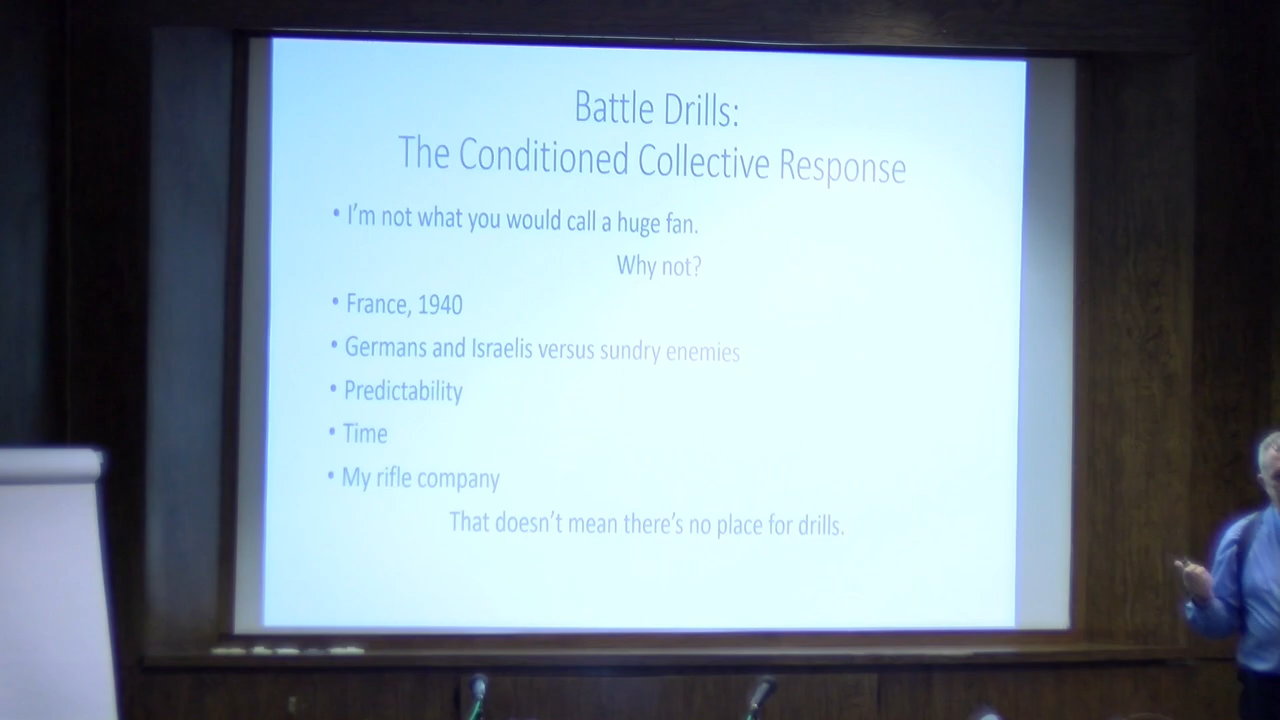 Battle Drills:
The Conditioned Collective Response
• I'm not what you would call a huge fan.
Why not?
• France, 1940
• Germans and Israelis versus sundry enemies
• Predictability
• Time
• My rifle company
That doesn't mean there's no place for drills.